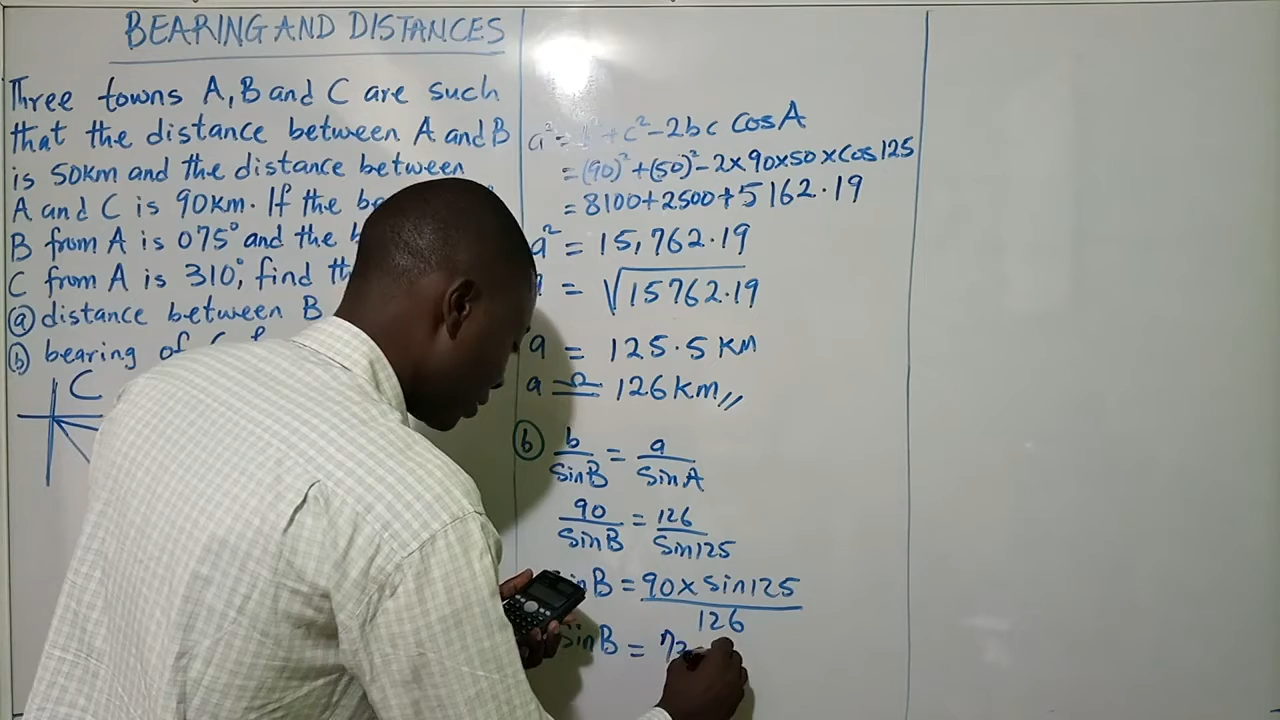 BEARING AND DISTANCES
Three towns A, B and C are such
that the distance between A and B
is 50km and the distance between
A and C is 90km. If the
B from A is 075° and the
C from A is 310°, find
(a) distance between B
(b) bearing of
C
a² = b² + c² - 2bc CosA
= (90)² + (50)² - 2 x 90 x 50 x Cos 125
= 8100 + 2500 + 5162.19
a² = 15,762.19
= √15762.19
a = 125.5 KM
a ≏ 126 km //
(b) b/SinB = a/SinA
90/SinB = 126/Sin125
sinB = 90 x Sin125/126
SinB =